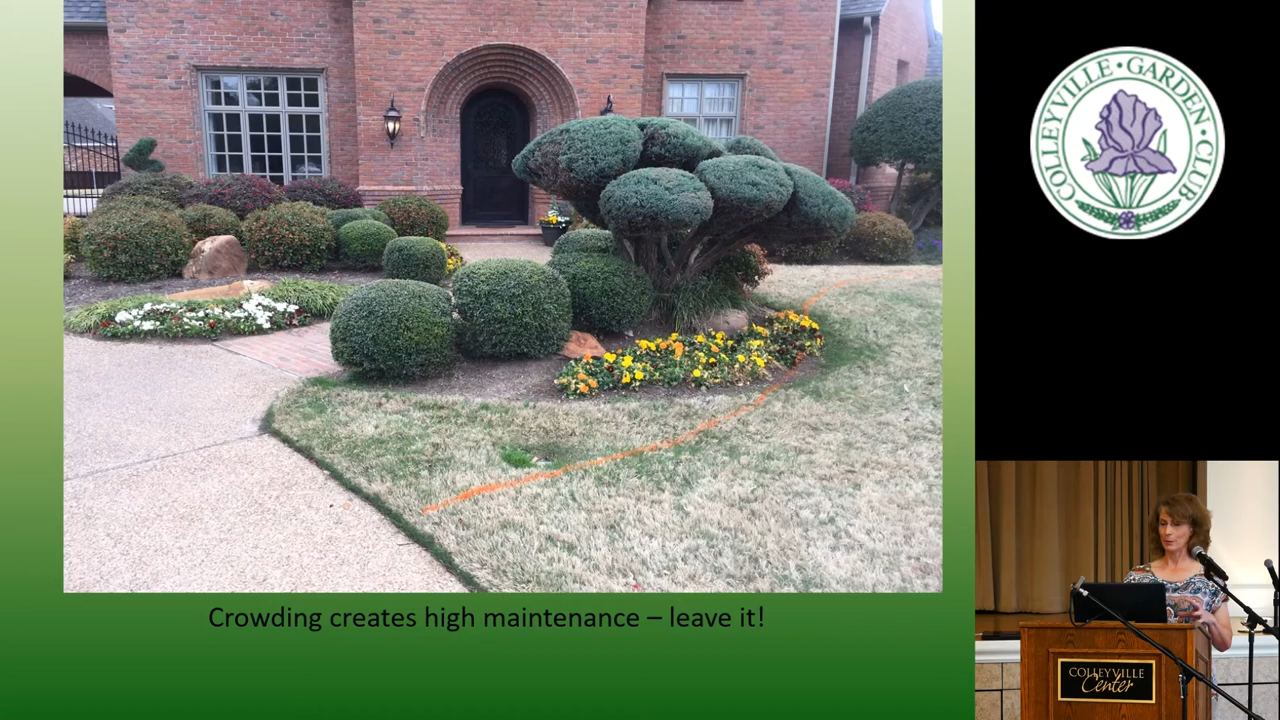 COLLEYVILLE • GARDEN • CLUB
Crowding creates high maintenance – leave it!
COLLEYVILLE
Center